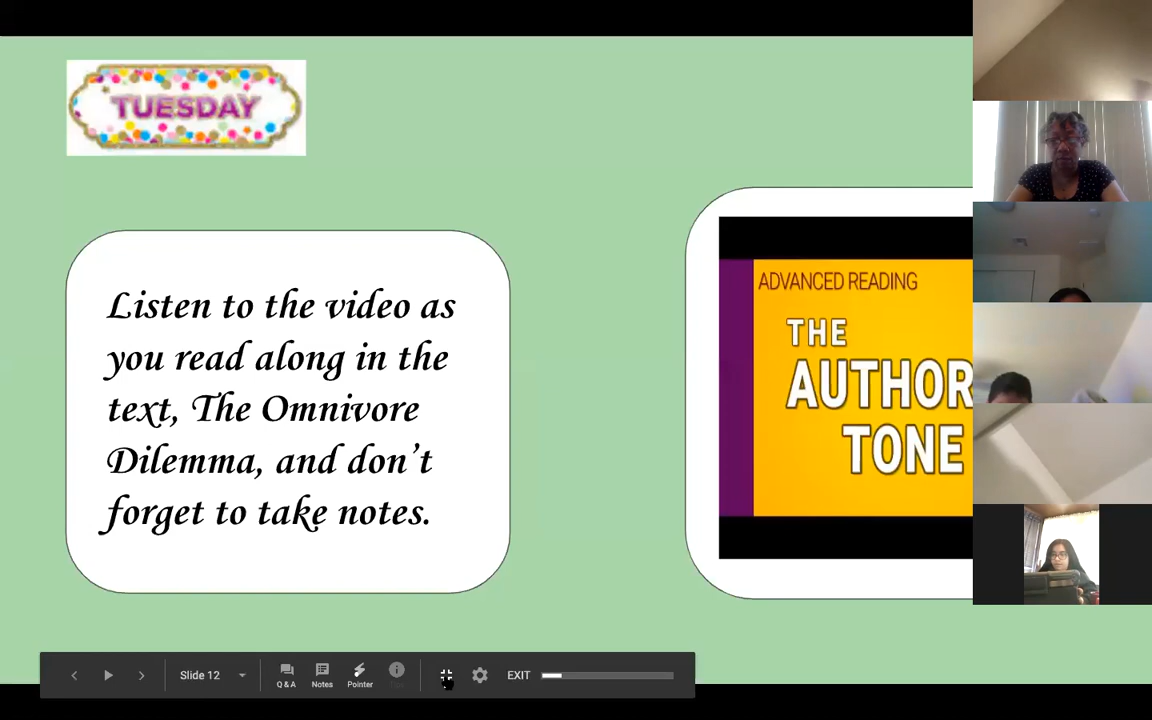 TUESDAY
Listen to the video as
you read along in the
text, The Omnivore
Dilemma, and don't
forget to take notes.
ADVANCED READING
THE
AUTHOR
TONE
Slide 12
Q & A
Notes
Pointer
EXIT